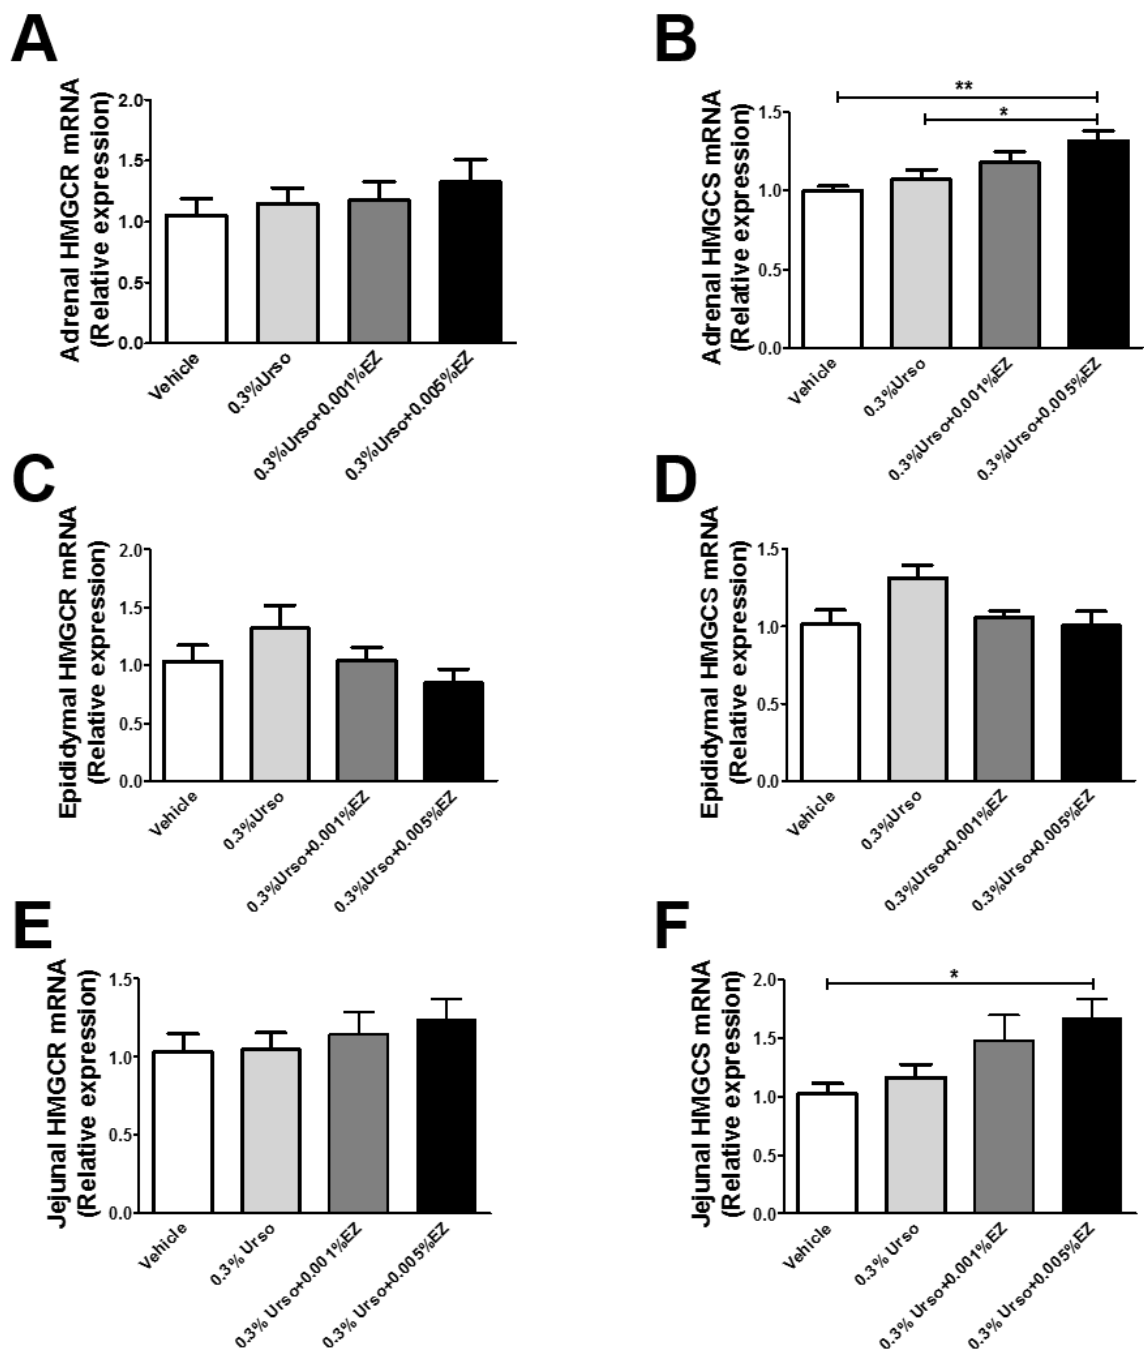 A
Adrenal HMGCR mRNA
(Relative expression)
2.0
1.5
1.0
0.5
0.0
Vehicle
0.3%Urso
0.3%Urso+0.001%EZ
0.3%Urso+0.005%EZ
B
Adrenal HMGCS mRNA
(Relative expression)
**
*
1.5
1.0
0.5
0.0
Vehicle
0.3%Urso
0.3%Urso+0.001%EZ
0.3%Urso+0.005%EZ
C
Epididymal HMGCR mRNA
(Relative expression)
2.0
1.5
1.0
0.5
0.0
Vehicle
0.3%Urso
0.3%Urso+0.001%EZ
0.3%Urso+0.005%EZ
D
Epididymal HMGCS mRNA
(Relative expression)
1.5
1.0
0.5
0.0
Vehicle
0.3%Urso
0.3%Urso+0.001%EZ
0.3%Urso+0.005%EZ
E
Jejunal HMGCR mRNA
(Relative expression)
1.5
1.0
0.5
0.0
Vehicle
0.3% Urso
0.3% Urso+0.001%EZ
0.3% Urso+0.005%EZ
F
Jejunal HMGCS mRNA
(Relative expression)
*
2.0
1.5
1.0
0.5
0.0
Vehicle
0.3% Urso
0.3% Urso+0.001%EZ
0.3% Urso+0.005%EZ